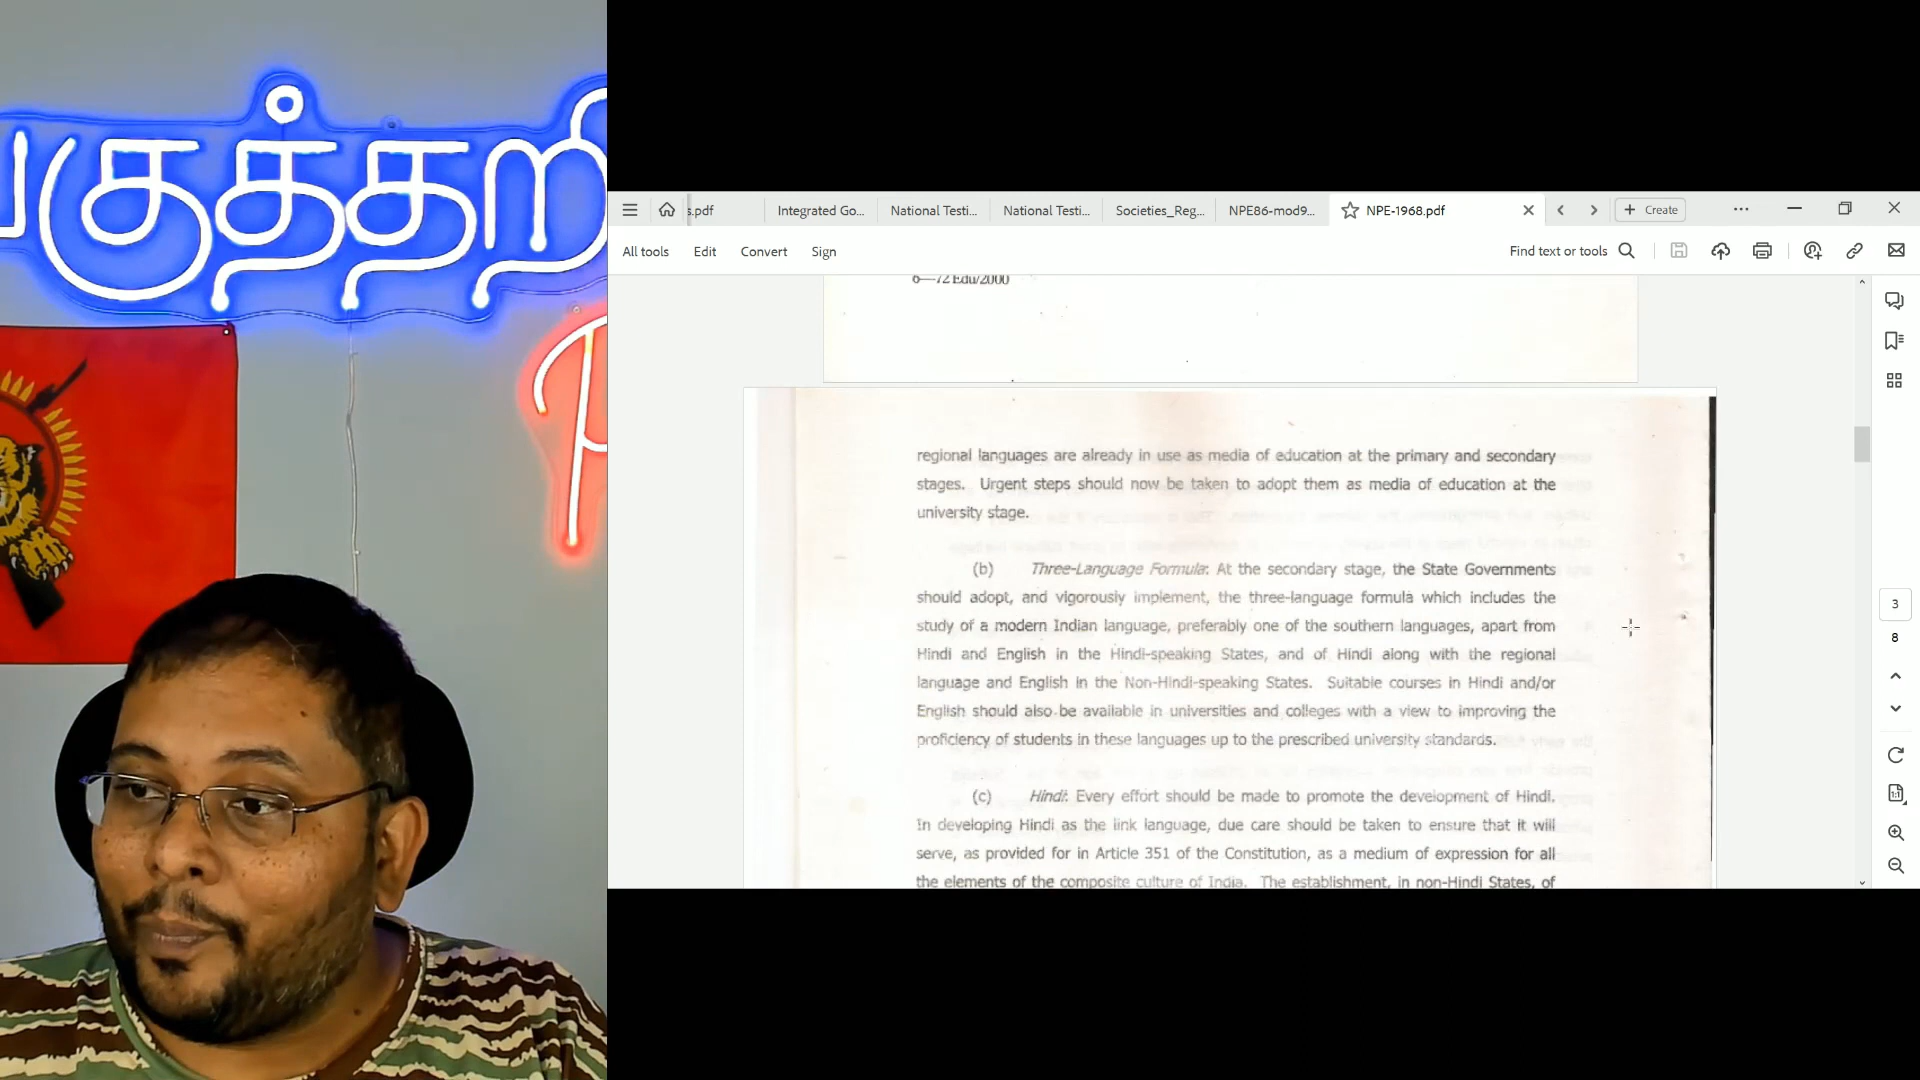 குத்தறி
s.pdf
Integrated Go...
National Testi...
National Testi...
Societies_Reg...
NPE86-mod9...
NPE-1968.pdf
Create
All tools
Edit
Convert
Sign
Find text or tools
6—72 Edu/2000
regional languages are already in use as media of education at the primary and secondary
stages. Urgent steps should now be taken to adopt them as media of education at the
university stage.
(b) Three-Language Formula: At the secondary stage, the State Governments
should adopt, and vigorously implement, the three-language formula which includes the
study of a modern Indian language, preferably one of the southern languages, apart from
Hindi and English in the Hindi-speaking States, and of Hindi along with the regional
language and English in the Non-Hindi-speaking States. Suitable courses in Hindi and/or
English should also be available in universities and colleges with a view to improving the
proficiency of students in these languages up to the prescribed university standards.
(c) Hindi: Every effort should be made to promote the development of Hindi.
In developing Hindi as the link language, due care should be taken to ensure that it will
serve, as provided for in Article 351 of the Constitution, as a medium of expression for all
the elements of the composite culture of India. The establishment, in non-Hindi States, of
3
8